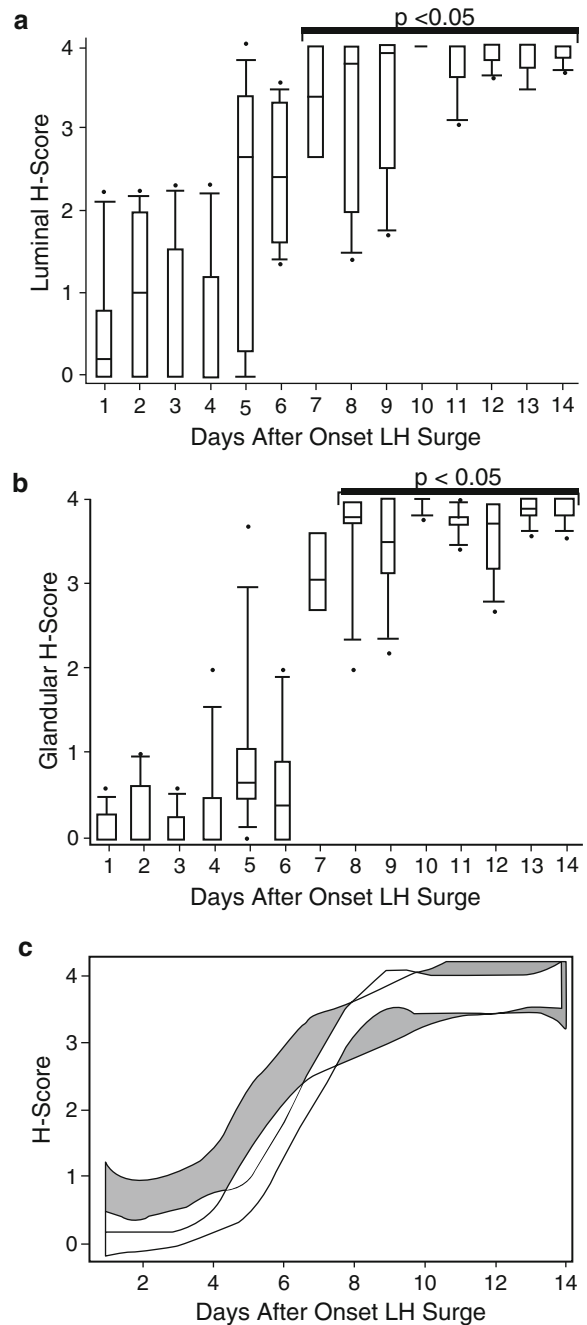 a
p <0.05
4
3
2
1
0
Luminal H-Score
1 2 3 4 5 6 7 8 9 10 11 12 13 14
Days After Onset LH Surge
b
p < 0.05
4
3
2
1
0
Glandular H-Score
1 2 3 4 5 6 7 8 9 10 11 12 13 14
Days After Onset LH Surge
c
4
3
2
1
0
H-Score
2 4 6 8 10 12 14
Days After Onset LH Surge